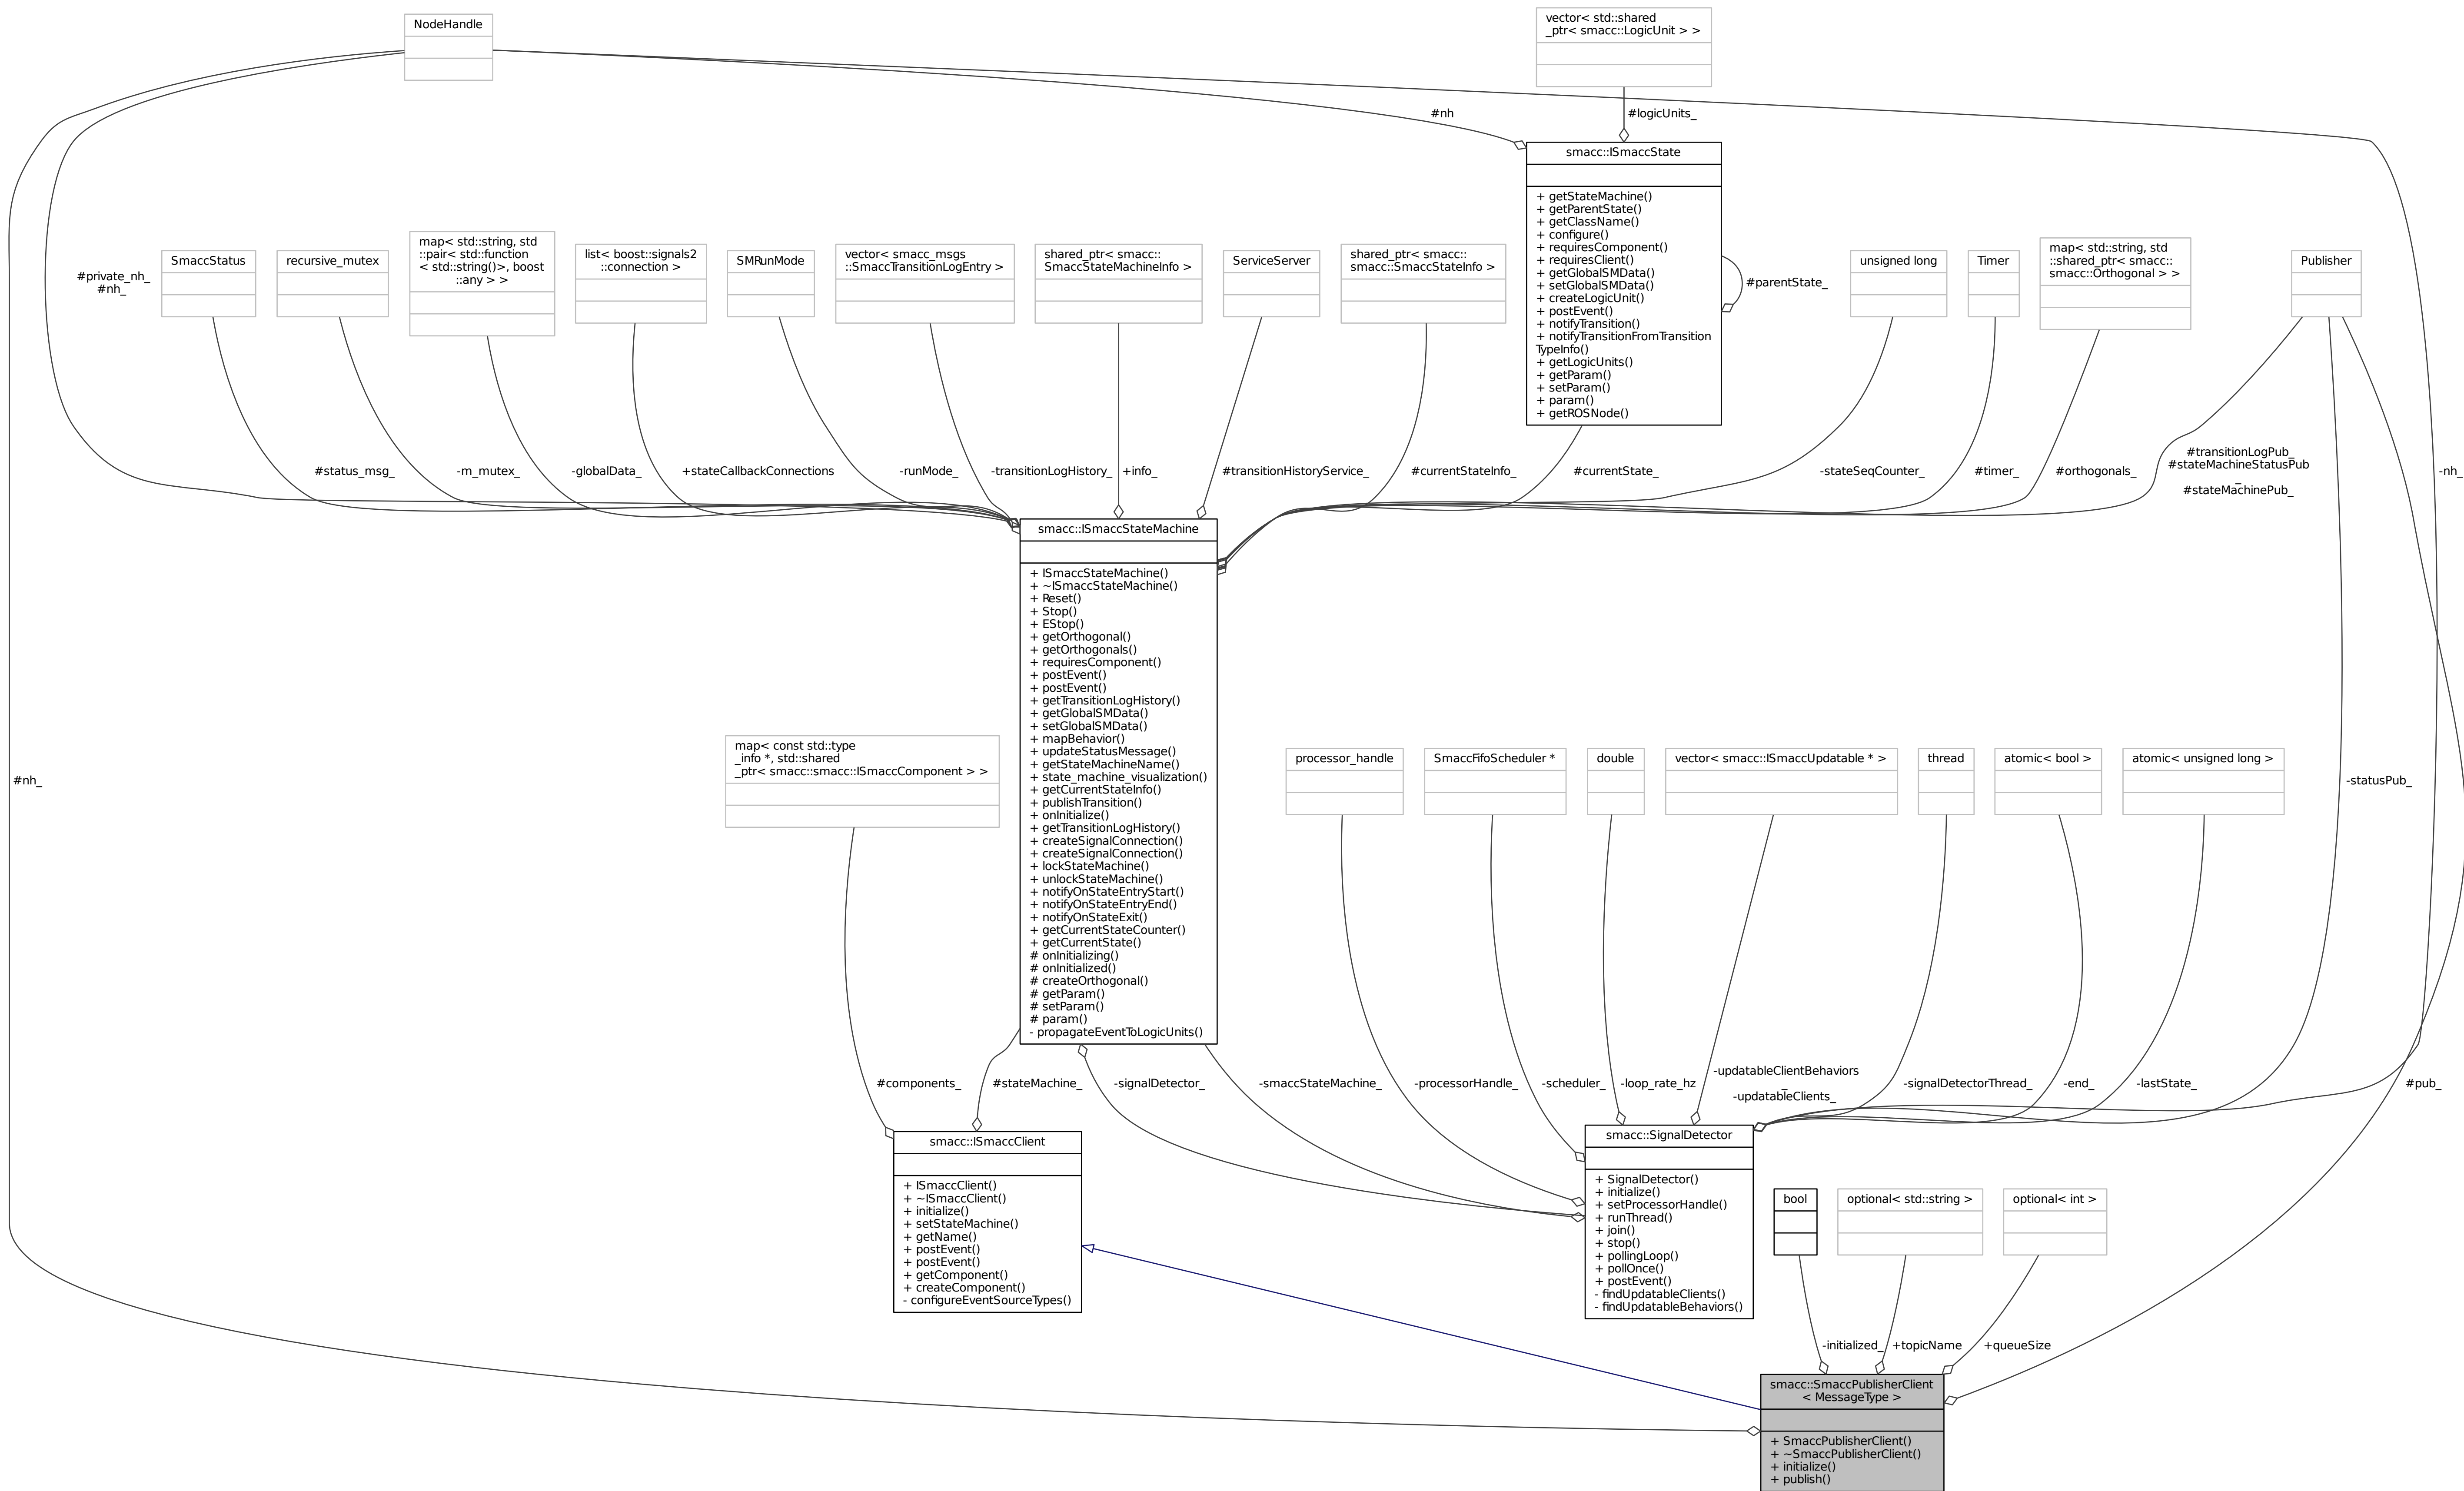 NodeHandle
vector< std::shared
_ptr< smacc::LogicUnit > >
#nh
#logicUnits_
smacc::ISmaccState
+ getStateMachine()
+ getParentState()
+ getClassName()
+ configure()
+ requiresComponent()
+ requiresClient()
+ getGlobalSMData()
+ setGlobalSMData()
+ createLogicUnit()
+ postEvent()
+ notifyTransition()
+ notifyTransitionFromTransition
TypeInfo()
+ getLogicUnits()
+ getParam()
+ setParam()
+ param()
+ getROSNode()
#parentState_
#private_nh_
#nh_
SmaccStatus
recursive_mutex
map< std::string, std
::pair< std::function
< std::string()>, boost
::any > >
list< boost::signals2
::connection >
SMRunMode
vector< smacc_msgs
::SmaccTransitionLogEntry >
shared_ptr< smacc::
SmaccStateMachineInfo >
ServiceServer
shared_ptr< smacc::
smacc::SmaccStateInfo >
unsigned long
Timer
map< std::string, std
::shared_ptr< smacc::
smacc::Orthogonal > >
Publisher
#status_msg_
-m_mutex_
-globalData_
+stateCallbackConnections
-runMode_
-transitionLogHistory_
+info_
#transitionHistoryService_
#currentStateInfo_
#currentState_
-stateSeqCounter_
#timer_
#orthogonals_
#transitionLogPub_
#stateMachineStatusPub
_
#stateMachinePub_
-nh_
smacc::ISmaccStateMachine
+ ISmaccStateMachine()
+ ~ISmaccStateMachine()
+ Reset()
+ Stop()
+ EStop()
+ getOrthogonal()
+ getOrthogonals()
+ requiresComponent()
+ postEvent()
+ postEvent()
+ getTransitionLogHistory()
+ getGlobalSMData()
+ setGlobalSMData()
+ mapBehavior()
+ updateStatusMessage()
+ getStateMachineName()
+ state_machine_visualization()
+ getCurrentStateInfo()
+ publishTransition()
+ onInitialize()
+ getTransitionLogHistory()
+ createSignalConnection()
+ createSignalConnection()
+ lockStateMachine()
+ unlockStateMachine()
+ notifyOnStateEntryStart()
+ notifyOnStateEntryEnd()
+ notifyOnStateExit()
+ getCurrentStateCounter()
+ getCurrentState()
# onInitializing()
# onInitialized()
# createOrthogonal()
# getParam()
# setParam()
# param()
- propagateEventToLogicUnits()
#nh_
map< const std::type
_info *, std::shared
_ptr< smacc::smacc::ISmaccComponent > >
processor_handle
SmaccFifoScheduler *
double
vector< smacc::ISmaccUpdatable * >
thread
atomic< bool >
atomic< unsigned long >
-statusPub_
#components_
#stateMachine_
-signalDetector_
-smaccStateMachine_
-processorHandle_
-scheduler_
-loop_rate_hz
-updatableClientBehaviors
_
-updatableClients_
-signalDetectorThread_
-end_
-lastState_
#pub_
smacc::ISmaccClient
+ ISmaccClient()
+ ~ISmaccClient()
+ initialize()
+ setStateMachine()
+ getName()
+ postEvent()
+ postEvent()
+ getComponent()
+ createComponent()
- configureEventSourceTypes()
smacc::SignalDetector
+ SignalDetector()
+ initialize()
+ setProcessorHandle()
+ runThread()
+ join()
+ stop()
+ pollingLoop()
+ pollOnce()
+ postEvent()
- findUpdatableClients()
- findUpdatableBehaviors()
bool
optional< std::string >
optional< int >
-initialized_
+topicName
+queueSize
smacc::SmaccPublisherClient
< MessageType >
+ SmaccPublisherClient()
+ ~SmaccPublisherClient()
+ initialize()
+ publish()